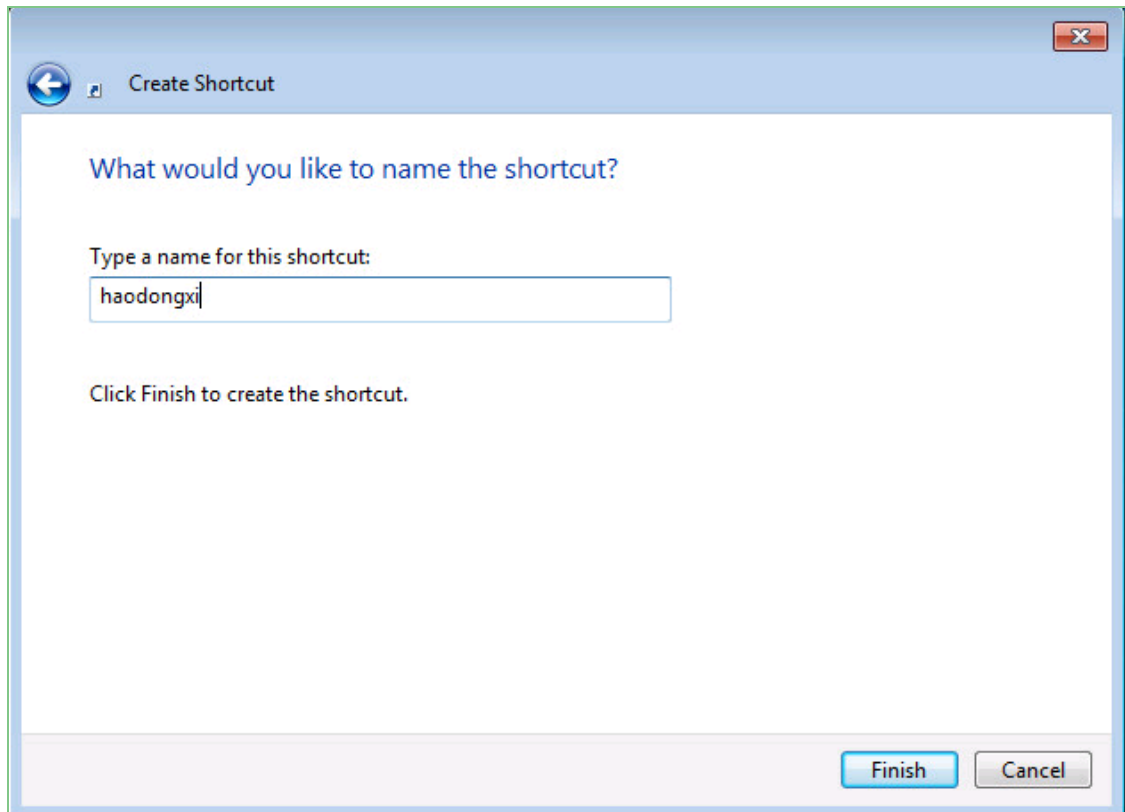 Create Shortcut
What would you like to name the shortcut?
Type a name for this shortcut:
haodongxi
Click Finish to create the shortcut.
Finish Cancel